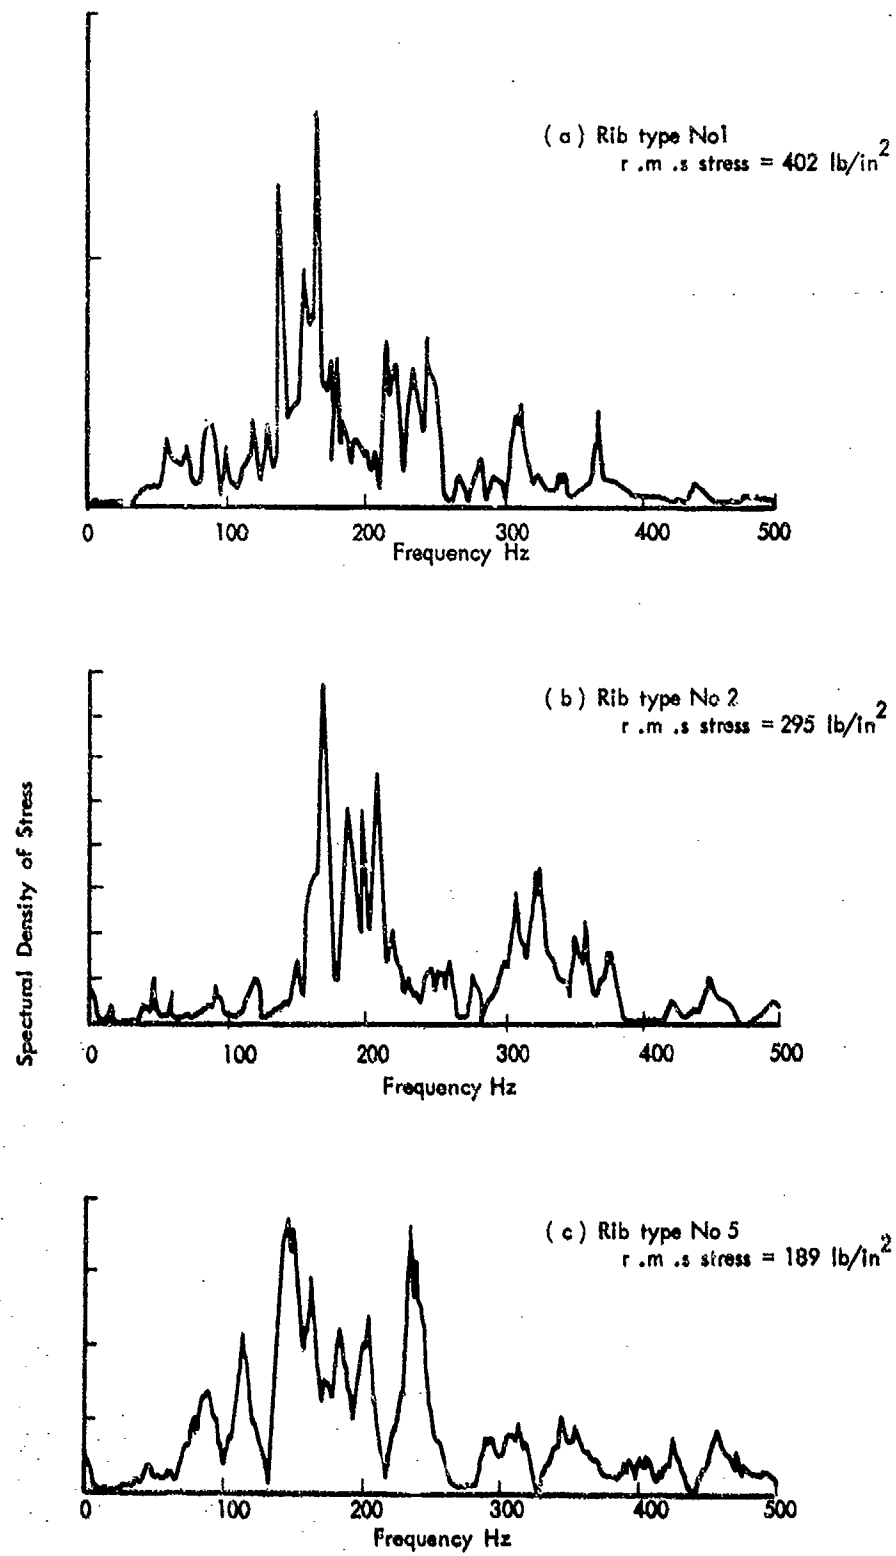 ( a ) Rib type No1
r .m .s stress = 402 lb/in²
0 100 200 300 400 500
Frequency Hz
( b ) Rib type No 2
r .m .s stress = 295 lb/in²
Spectural Density of Stress
0 100 200 300 400 500
Frequency Hz
( c ) Rib type No 5
r .m .s stress = 189 lb/in²
0 100 200 300 400 500
Frequency Hz